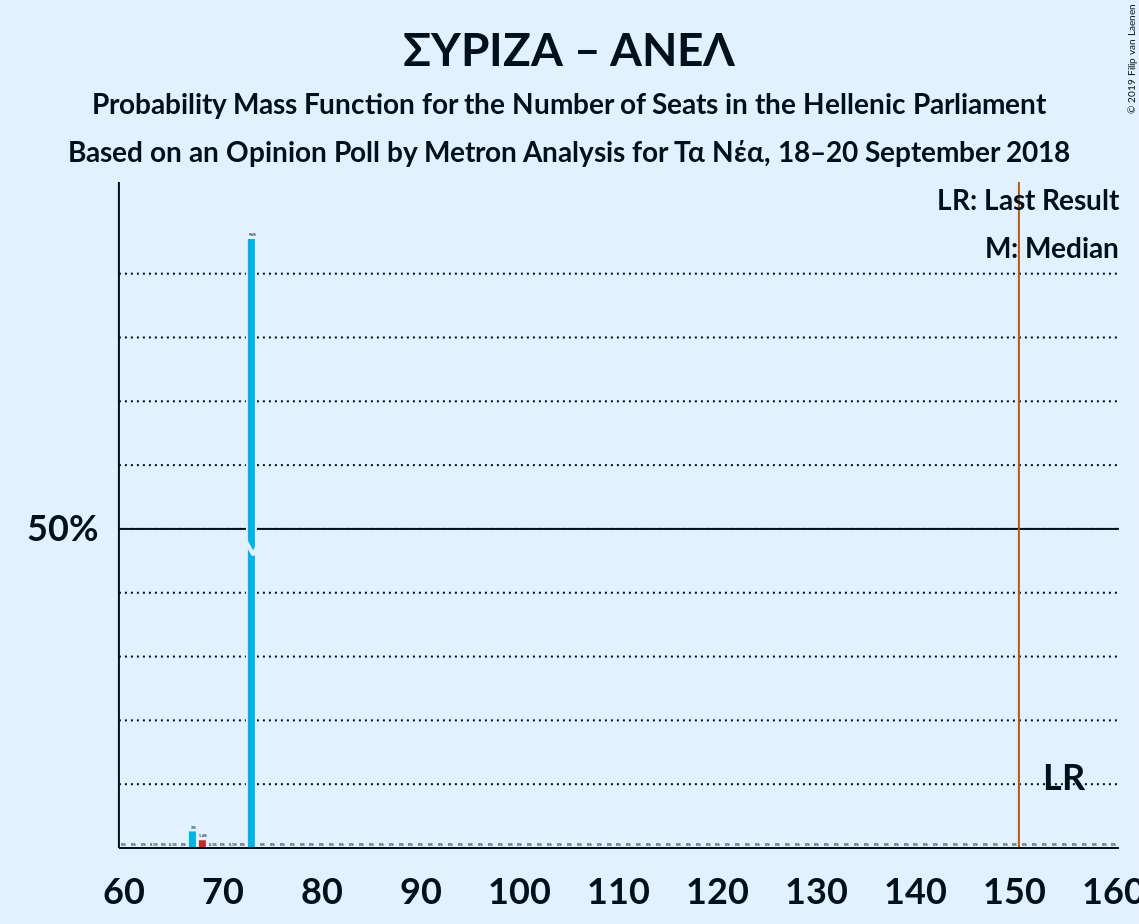 © 2019 Filip van Laenen
ΣΥΡΙΖΑ – ΑΝΕΛ
Probability Mass Function for the Number of Seats in the Hellenic Parliament
Based on an Opinion Poll by Metron Analysis for Τα Νέα, 18–20 September 2018
LR: Last Result
M: Median
50%
LR
60 70 80 90 100 110 120 130 140 150 160